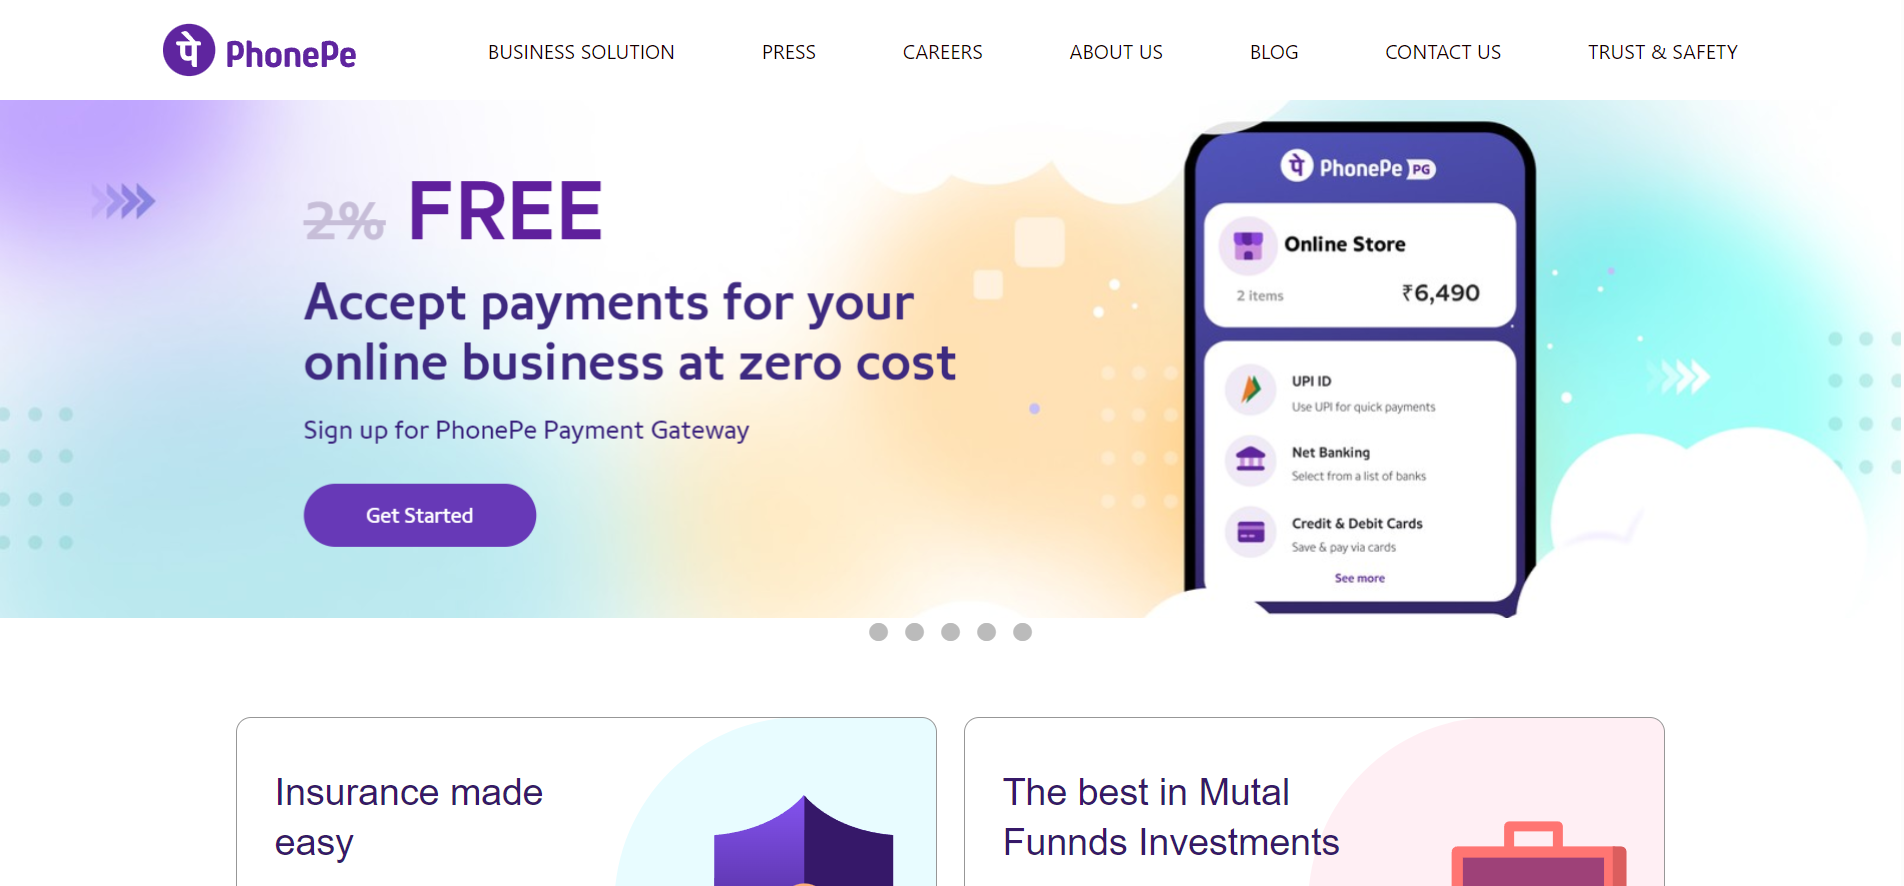 पे PhonePe
BUSINESS SOLUTION PRESS CAREERS ABOUT US BLOG CONTACT US TRUST & SAFETY
2% FREE
Accept payments for your
online business at zero cost
Sign up for PhonePe Payment Gateway
Get Started
पे PhonePe PG
Online Store
2 items ₹6,490
UPI ID
Use UPI for quick payments
Net Banking
Select from a list of banks
Credit & Debit Cards
Save & pay via cards
See more
Insurance made
easy
The best in Mutal
Funnds Investments